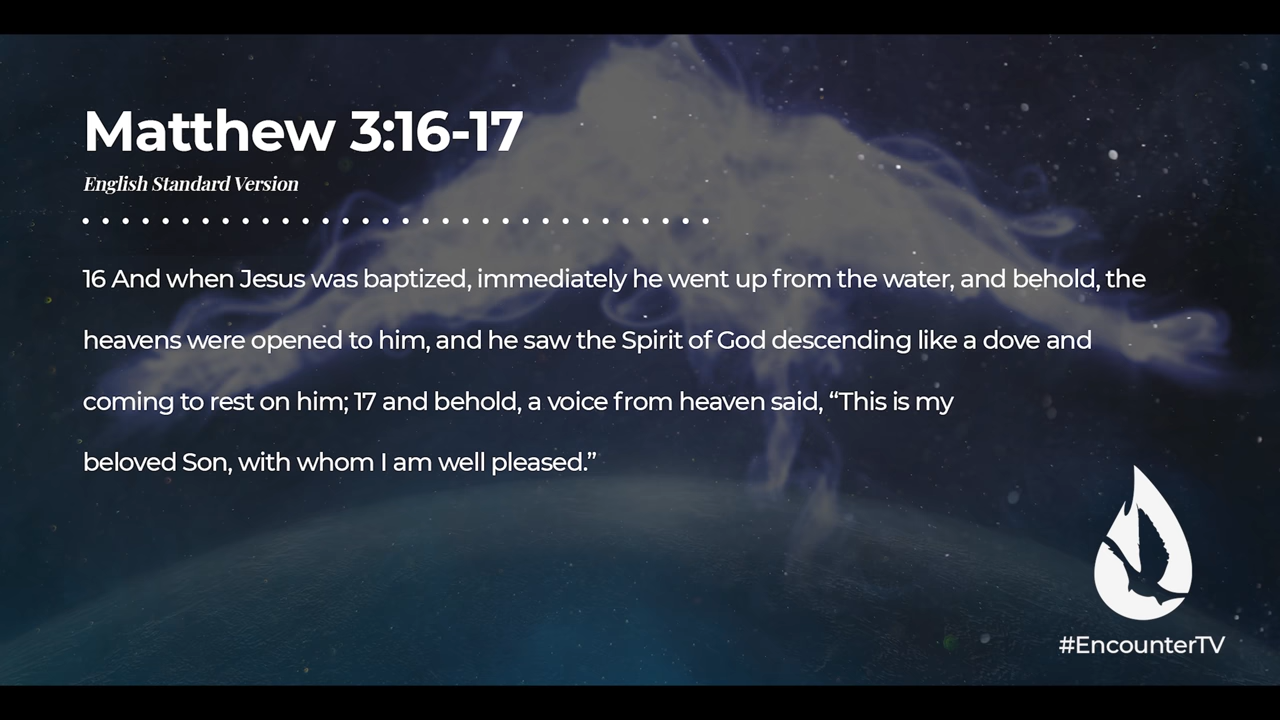 Matthew 3:16-17
English Standard Version
16 And when Jesus was baptized, immediately he went up from the water, and behold, the
heavens were opened to him, and he saw the Spirit of God descending like a dove and
coming to rest on him; 17 and behold, a voice from heaven said, “This is my
beloved Son, with whom I am well pleased.”
#EncounterTV